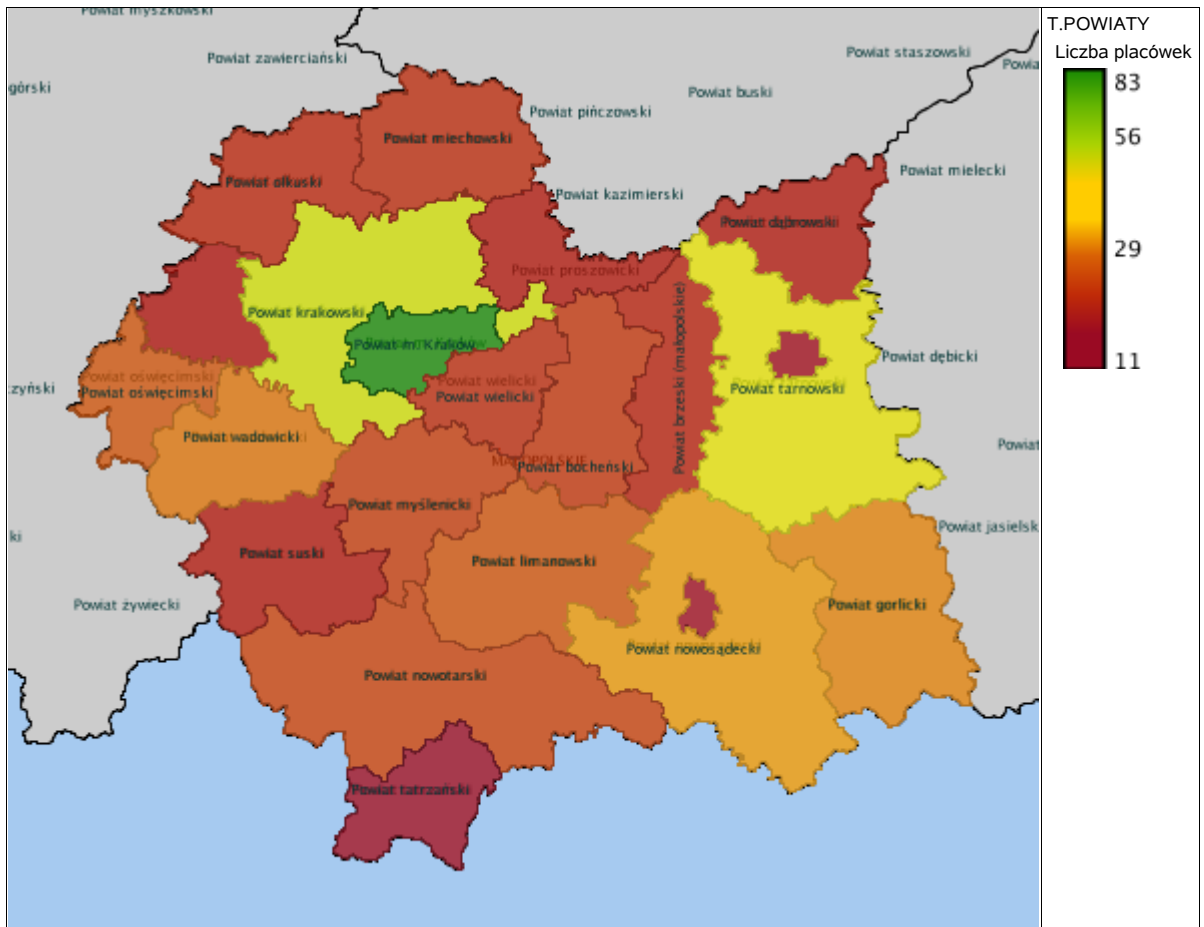 Powiat myszkowski
T.POWIATY
Liczba placówek
Powiat zawierciański
Powiat staszowski
Powia
górski
83
Powiat buski
Powiat pińczowski
56
Powiat miechowski
Powiat mielecki
Powiat olkuski
Powiat kazimierski
Powiat dąbrowski
29
Powiat proszowicki
Powiat krakowski
Powiat m. Kraków
Powiat brzeski (małopolskie)
Powiat dębicki
11
Powiat oświęcimski
Powiat oświęcimski
Powiat wielicki
Powiat wielicki
czyński
Powiat tarnowski
Powiat wadowicki
Powiat
MAŁOPOLSKIE
Powiat bocheński
Powiat myślenicki
Powiat jasielsk
ki
Powiat suski
Powiat limanowski
Powiat żywiecki
Powiat gorlicki
Powiat nowosądecki
Powiat nowotarski
Powiat tatrzański